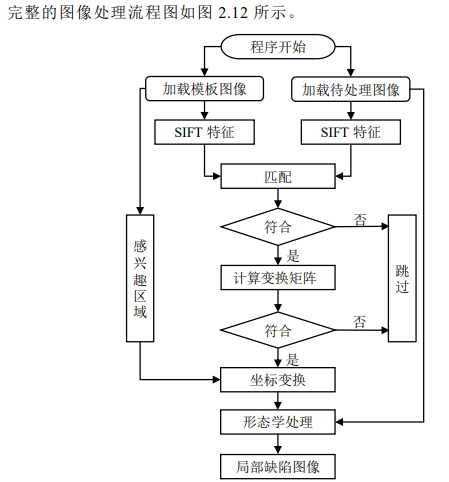 完整的图像处理流程图如图 2.12 所示。
程序开始
加载模板图像
加载待处理图像
SIFT 特征
SIFT 特征
匹配
符合
否
是
感兴趣区域
跳过
计算变换矩阵
符合
否
是
坐标变换
形态学处理
局部缺陷图像